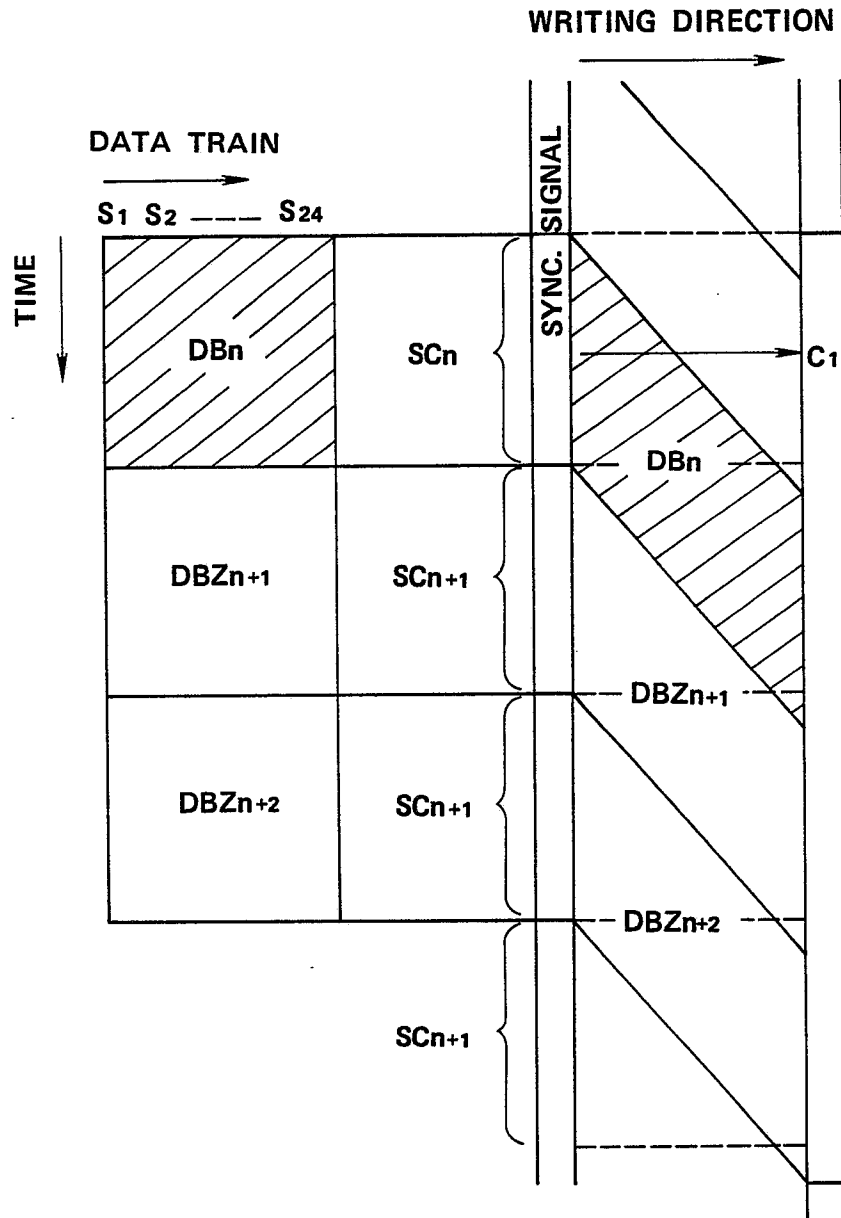 WRITING DIRECTION
DATA TRAIN
S1 S2 ---- S24
TIME
SYNC. SIGNAL
DBn
SCn
C1
DBn
DBZn+1
SCn+1
DBZn+1
DBZn+2
SCn+1
DBZn+2
SCn+1